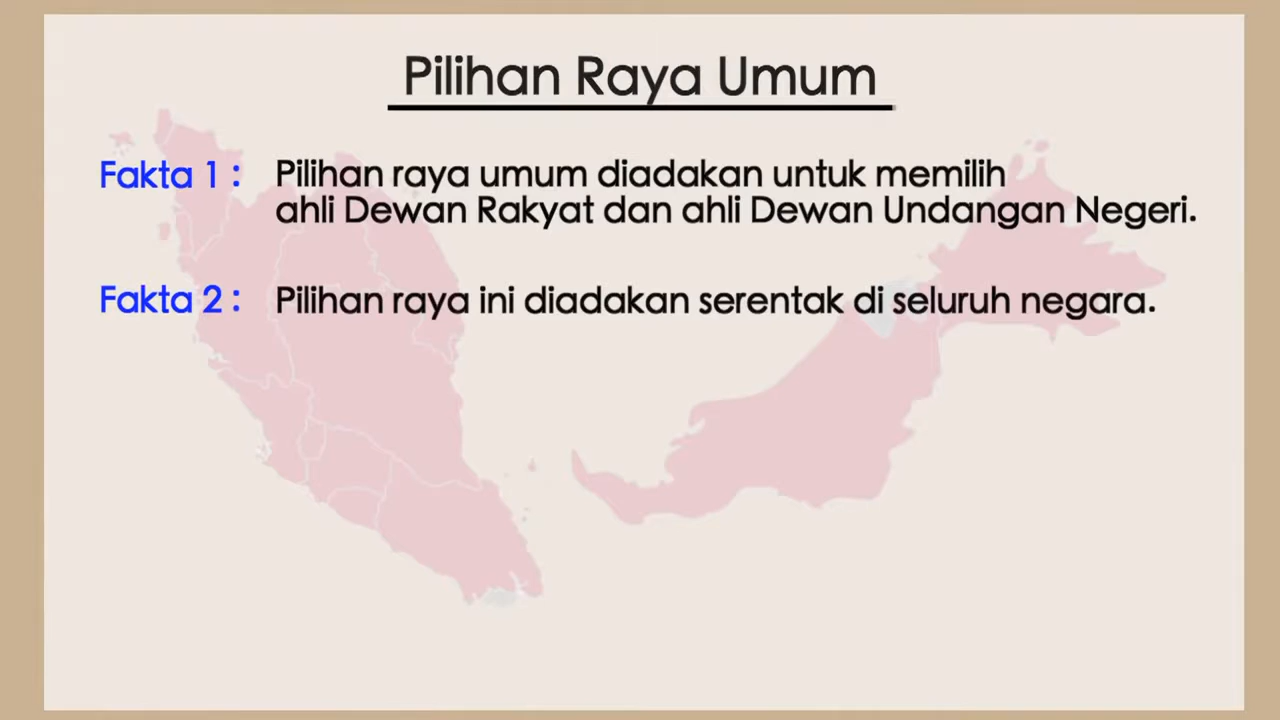 Pilihan Raya Umum
Fakta 1 : Pilihan raya umum diadakan untuk memilih
ahli Dewan Rakyat dan ahli Dewan Undangan Negeri.
Fakta 2 : Pilihan raya ini diadakan serentak di seluruh negara.